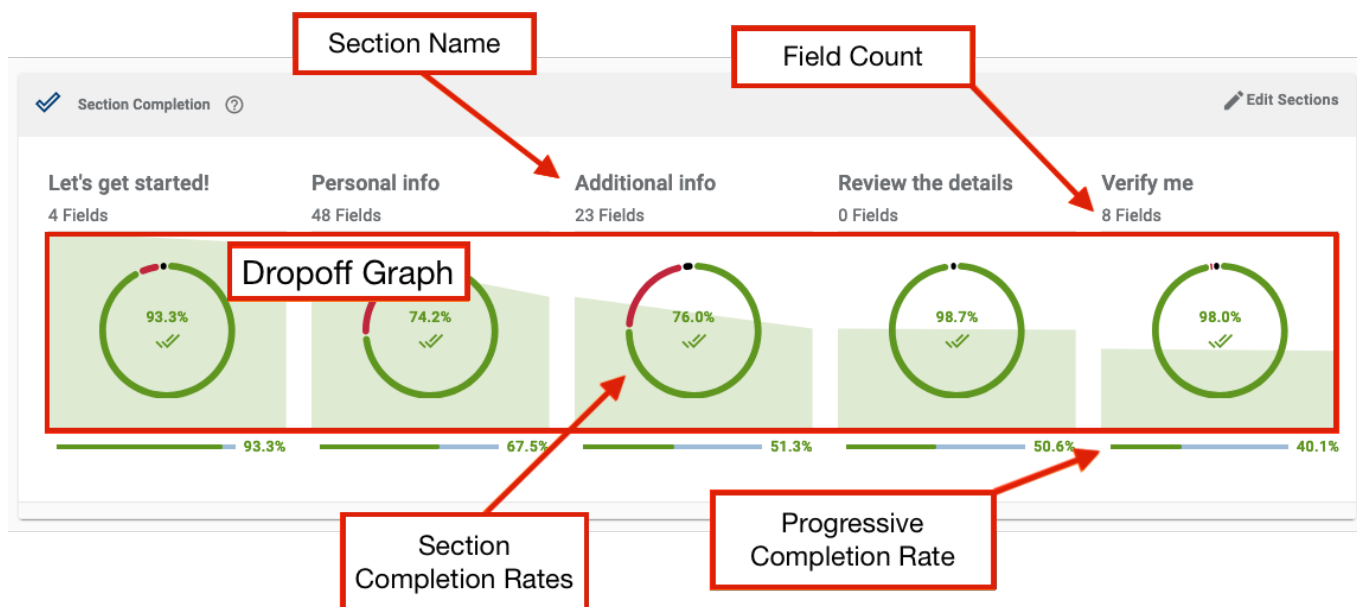 Section Name
Field Count
Section Completion ?
Edit Sections
Let's get started!
4 Fields
Personal info
48 Fields
Additional info
23 Fields
Review the details
0 Fields
Verify me
8 Fields
Dropoff Graph
93.3%
74.2%
76.0%
98.7%
98.0%
93.3%
67.5%
51.3%
50.6%
40.1%
Section
Completion Rates
Progressive
Completion Rate